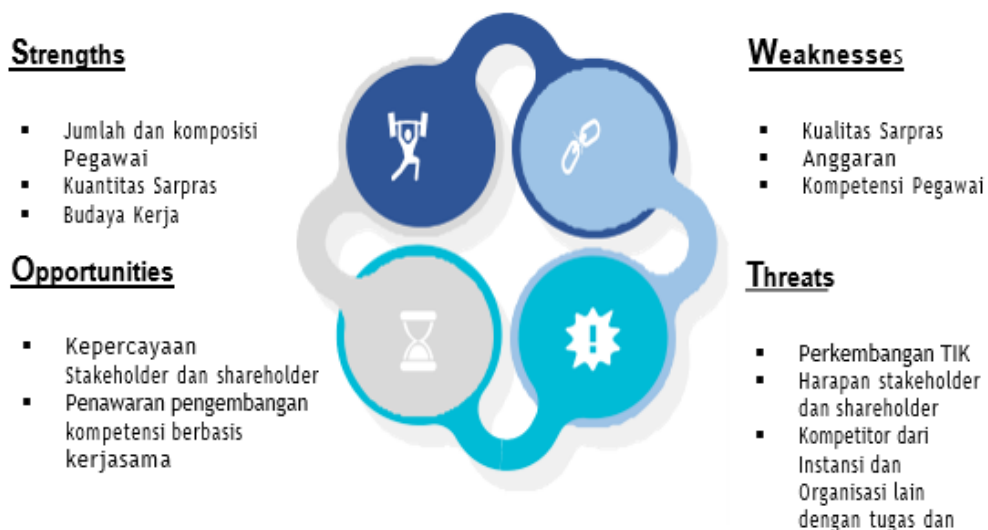 Strengths
▪ Jumlah dan komposisi
Pegawai
▪ Kuantitas Sarpras
▪ Budaya Kerja
Opportunities
▪ Kepercayaan
Stakeholder dan shareholder
▪ Penawaran pengembangan
kompetensi berbasis
kerjasama
Weaknesses
▪ Kualitas Sarpras
▪ Anggaran
▪ Kompetensi Pegawai
Threats
▪ Perkembangan TIK
▪ Harapan stakeholder
dan shareholder
▪ Kompetitor dari
Instansi dan
Organisasi lain
dengan tugas dan